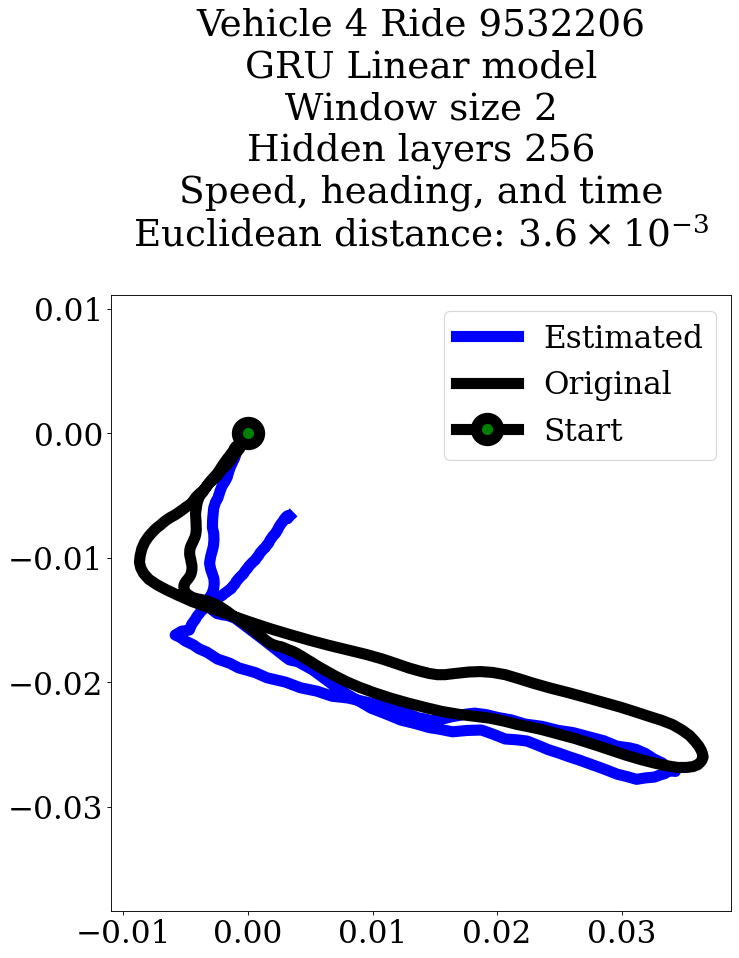 Vehicle 4 Ride 9532206
GRU Linear model
Window size 2
Hidden layers 256
Speed, heading, and time
Euclidean distance: 3.6 × 10⁻³
Estimated
Original
Start
0.01
0.00
−0.01
−0.02
−0.03
−0.01 0.00 0.01 0.02 0.03